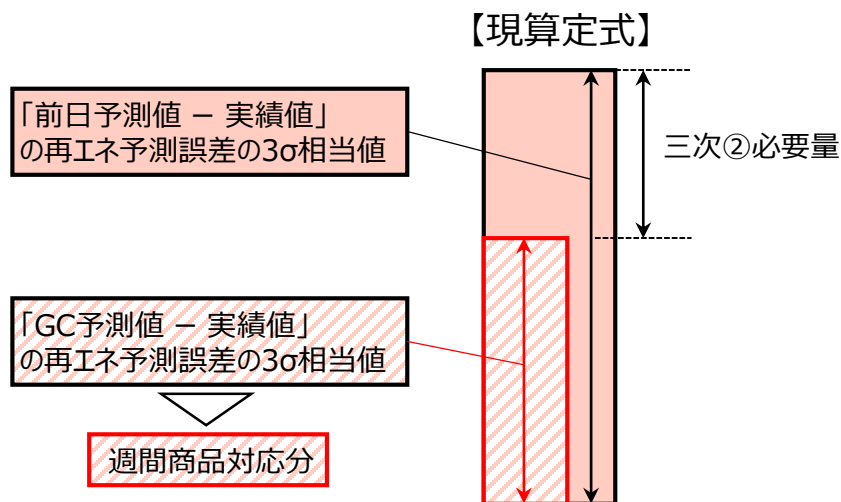 【現算定式】
「前日予測値 － 実績値」
の再エネ予測誤差の3σ相当値
三次②必要量
「GC予測値 － 実績値」
の再エネ予測誤差の3σ相当値
週間商品対応分